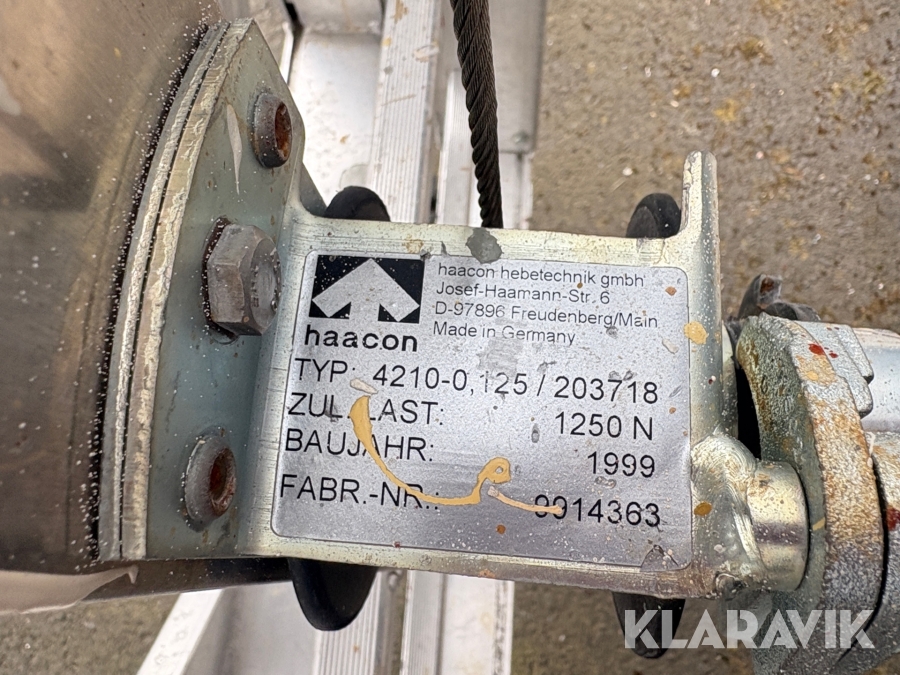 haacon hebetechnik gmbh
Josef-Haamann-Str. 6
D-97896 Freudenberg/Main
Made in Germany
haacon
TYP: 4210-0,125 / 203718
ZUL. LAST: 1250 N
BAUJAHR: 1999
FABR.-NR.: 9914363
KLARAVIK